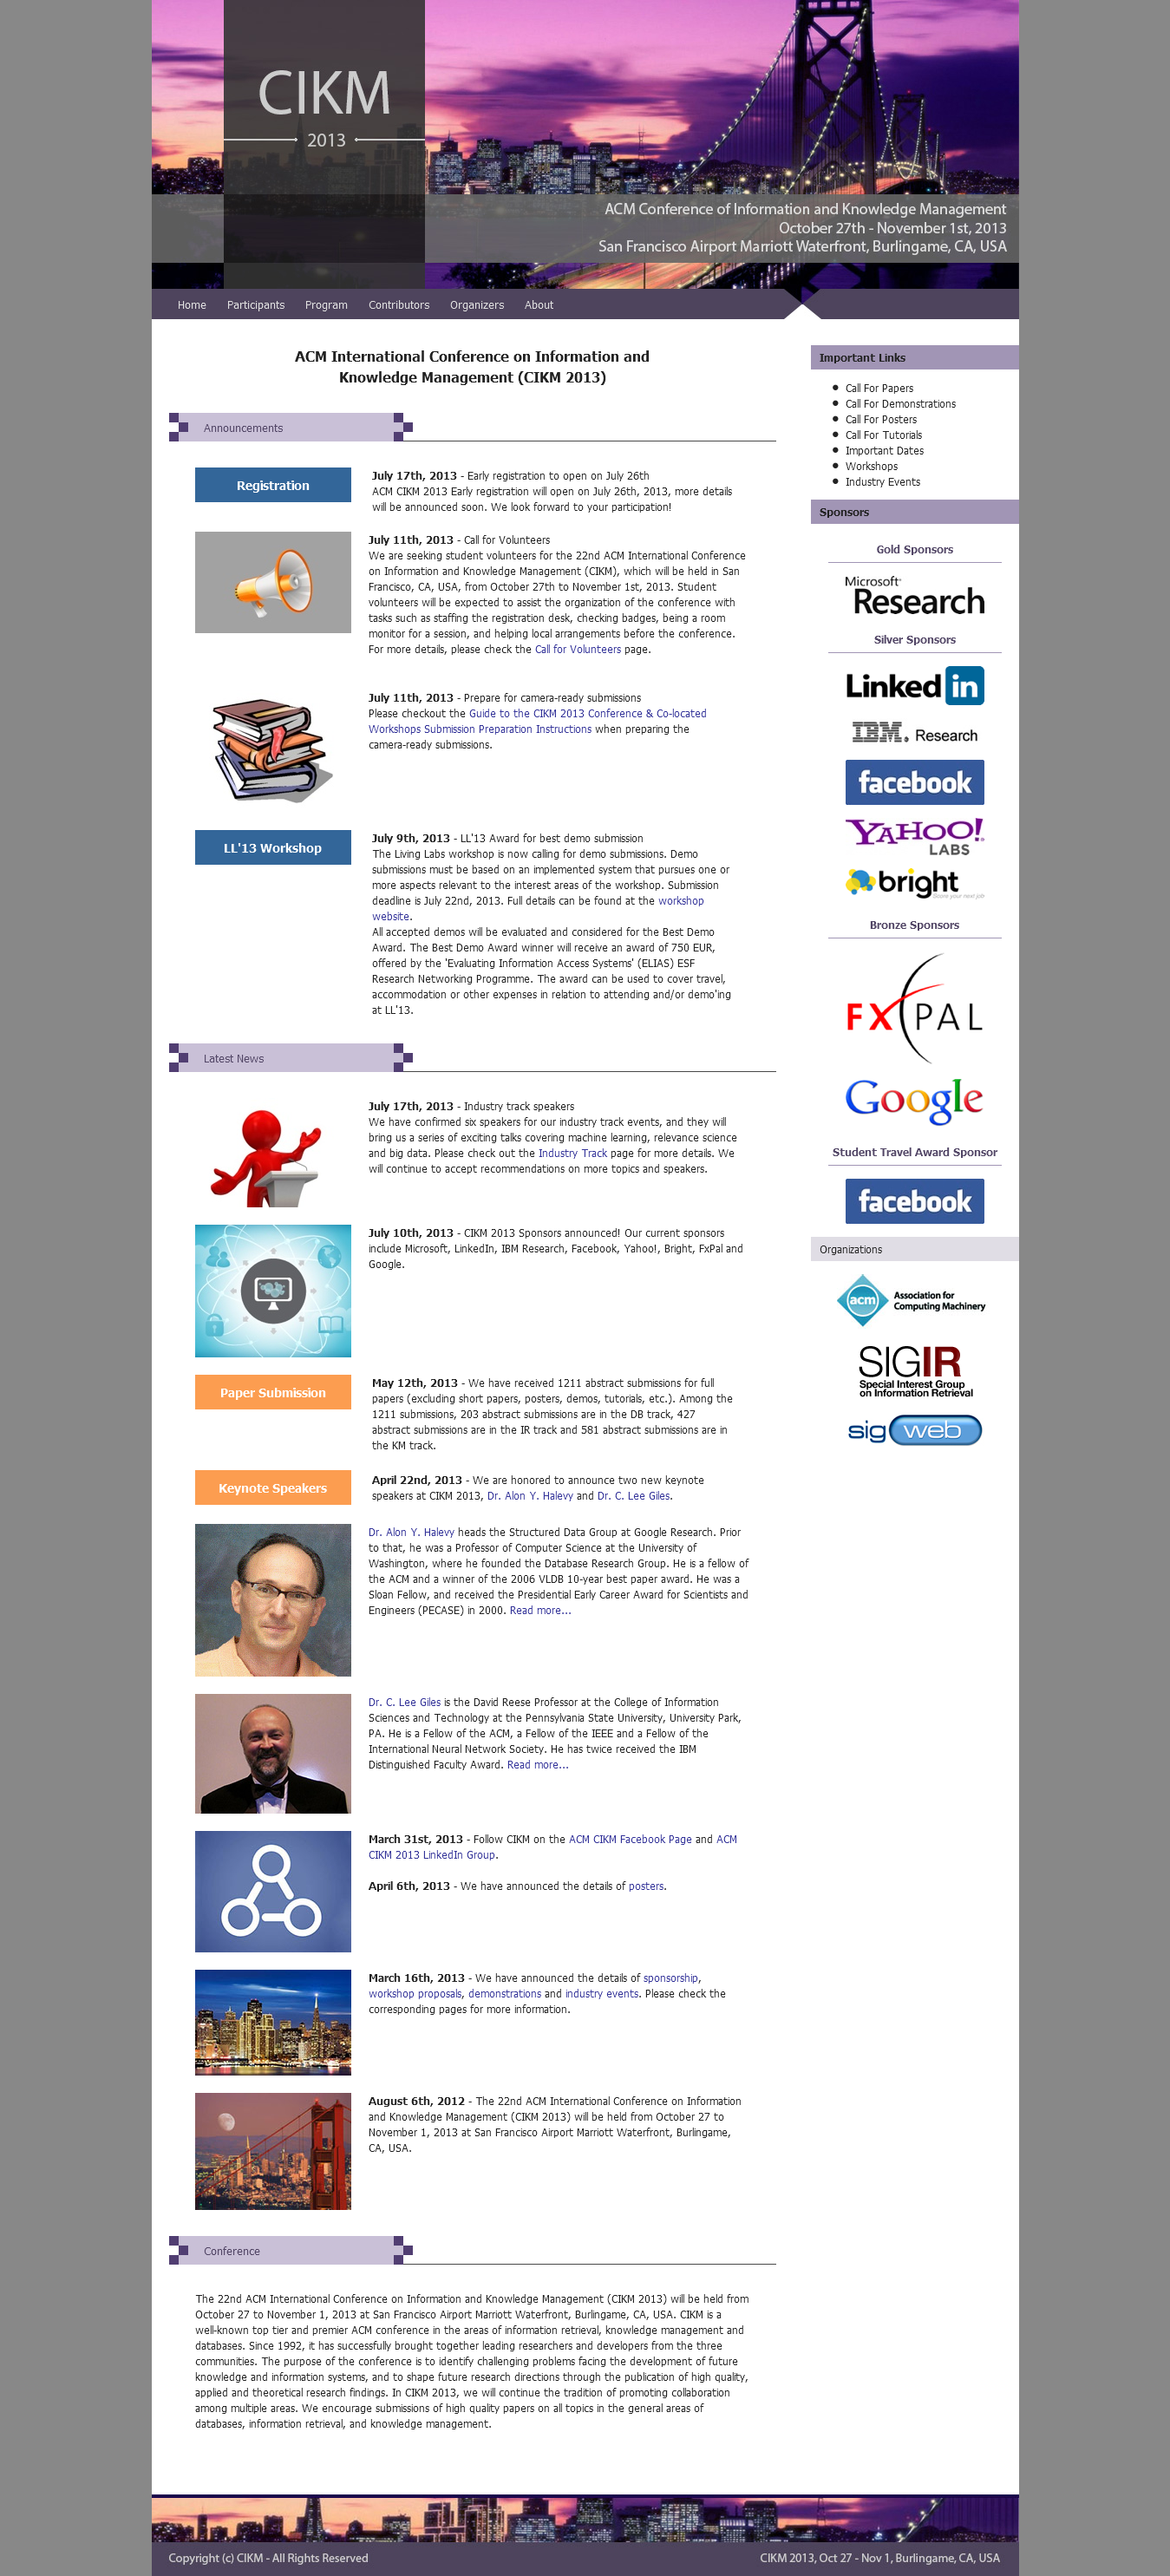 CIKM
2013
ACM Conference of Information and Knowledge Management
October 27th - November 1st, 2013
San Francisco Airport Marriott Waterfront, Burlingame, CA, USA
Home Participants Program Contributors Organizers About
ACM International Conference on Information and
Knowledge Management (CIKM 2013)
Announcements
Registration
July 17th, 2013 - Early registration to open on July 26th
ACM CIKM 2013 Early registration will open on July 26th, 2013, more details
will be announced soon. We look forward to your participation!
July 11th, 2013 - Call for Volunteers
We are seeking student volunteers for the 22nd ACM International Conference
on Information and Knowledge Management (CIKM), which will be held in San
Francisco, CA, USA, from October 27th to November 1st, 2013. Student
volunteers will be expected to assist the organization of the conference with
tasks such as staffing the registration desk, checking badges, being a room
monitor for a session, and helping local arrangements before the conference.
For more details, please check the Call for Volunteers page.
July 11th, 2013 - Prepare for camera-ready submissions
Please checkout the Guide to the CIKM 2013 Conference & Co-located
Workshops Submission Preparation Instructions when preparing the
camera-ready submissions.
LL'13 Workshop
July 9th, 2013 - LL'13 Award for best demo submission
The Living Labs workshop is now calling for demo submissions. Demo
submissions must be based on an implemented system that pursues one or
more aspects relevant to the interest areas of the workshop. Submission
deadline is July 22nd, 2013. Full details can be found at the workshop
website.
All accepted demos will be evaluated and considered for the Best Demo
Award. The Best Demo Award winner will receive an award of 750 EUR,
offered by the 'Evaluating Information Access Systems' (ELIAS) ESF
Research Networking Programme. The award can be used to cover travel,
accommodation or other expenses in relation to attending and/or demo'ing
at LL'13.
Latest News
July 17th, 2013 - Industry track speakers
We have confirmed six speakers for our industry track events, and they will
bring us a series of exciting talks covering machine learning, relevance science
and big data. Please check out the Industry Track page for more details. We
will continue to accept recommendations on more topics and speakers.
July 10th, 2013 - CIKM 2013 Sponsors announced! Our current sponsors
include Microsoft, LinkedIn, IBM Research, Facebook, Yahoo!, Bright, FxPal and
Google.
Paper Submission
May 12th, 2013 - We have received 1211 abstract submissions for full
papers (excluding short papers, posters, demos, tutorials, etc.). Among the
1211 submissions, 203 abstract submissions are in the DB track, 427
abstract submissions are in the IR track and 581 abstract submissions are in
the KM track.
Keynote Speakers
April 22nd, 2013 - We are honored to announce two new keynote
speakers at CIKM 2013, Dr. Alon Y. Halevy and Dr. C. Lee Giles.
Dr. Alon Y. Halevy heads the Structured Data Group at Google Research. Prior
to that, he was a Professor of Computer Science at the University of
Washington, where he founded the Database Research Group. He is a fellow of
the ACM and a winner of the 2006 VLDB 10-year best paper award. He was a
Sloan Fellow, and received the Presidential Early Career Award for Scientists and
Engineers (PECASE) in 2000. Read more...
Dr. C. Lee Giles is the David Reese Professor at the College of Information
Sciences and Technology at the Pennsylvania State University, University Park,
PA. He is a Fellow of the ACM, a Fellow of the IEEE and a Fellow of the
International Neural Network Society. He has twice received the IBM
Distinguished Faculty Award. Read more...
March 31st, 2013 - Follow CIKM on the ACM CIKM Facebook Page and ACM
CIKM 2013 LinkedIn Group.
April 6th, 2013 - We have announced the details of posters.
March 16th, 2013 - We have announced the details of sponsorship,
workshop proposals, demonstrations and industry events. Please check the
corresponding pages for more information.
August 6th, 2012 - The 22nd ACM International Conference on Information
and Knowledge Management (CIKM 2013) will be held from October 27 to
November 1, 2013 at San Francisco Airport Marriott Waterfront, Burlingame,
CA, USA.
Conference
The 22nd ACM International Conference on Information and Knowledge Management (CIKM 2013) will be held from
October 27 to November 1, 2013 at San Francisco Airport Marriott Waterfront, Burlingame, CA, USA. CIKM is a
well-known top tier and premier ACM conference in the areas of information retrieval, knowledge management and
databases. Since 1992, it has successfully brought together leading researchers and developers from the three
communities. The purpose of the conference is to identify challenging problems facing the development of future
knowledge and information systems, and to shape future research directions through the publication of high quality,
applied and theoretical research findings. In CIKM 2013, we will continue the tradition of promoting collaboration
among multiple areas. We encourage submissions of high quality papers on all topics in the general areas of
databases, information retrieval, and knowledge management.
Important Links
Call For Papers
Call For Demonstrations
Call For Posters
Call For Tutorials
Important Dates
Workshops
Industry Events
Sponsors
Gold Sponsors
Microsoft
Research
Silver Sponsors
Linked in
IBM Research
facebook
YAHOO!
LABS
bright
Share your next job
Bronze Sponsors
FXPAL
Google
Student Travel Award Sponsor
facebook
Organizations
acm Association for
Computing Machinery
SIGIR
Special Interest Group
on Information Retrieval
sig web
Copyright (c) CIKM - All Rights Reserved
CIKM 2013, Oct 27 - Nov 1, Burlingame, CA, USA